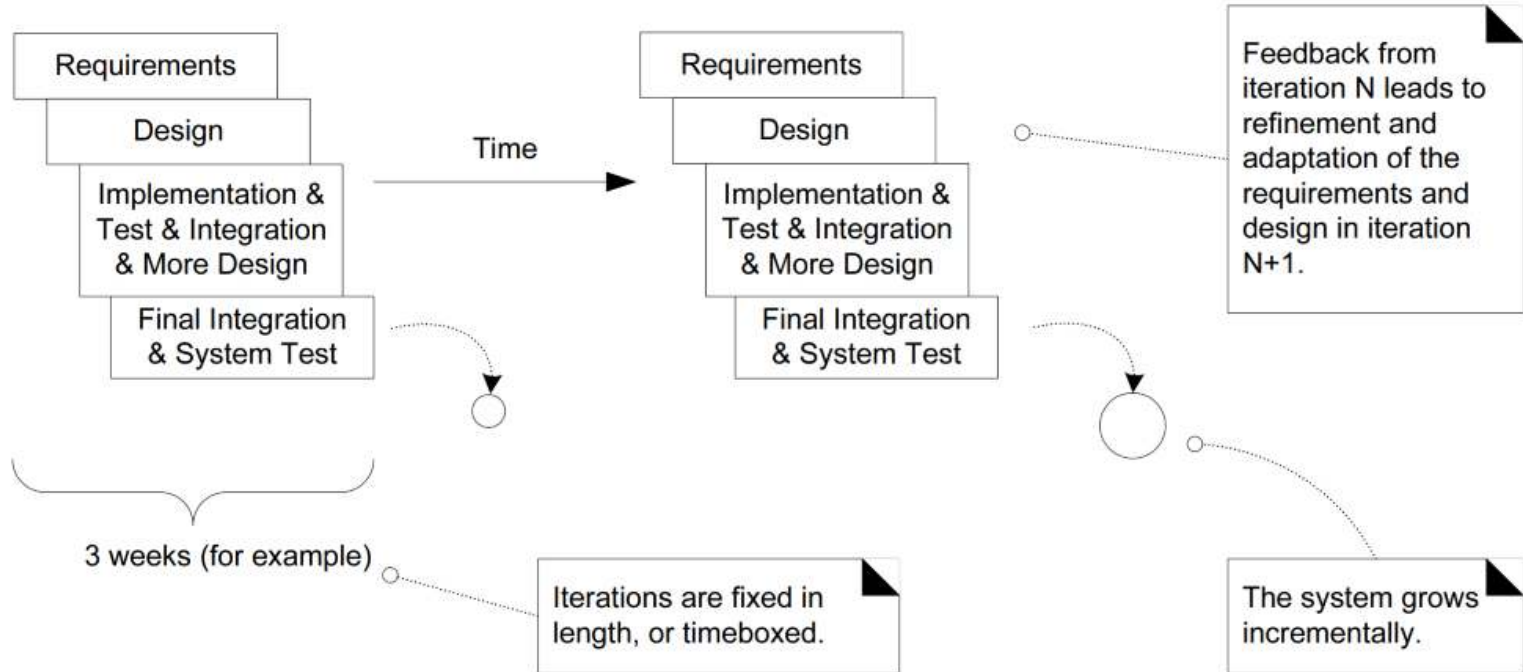 Requirements
Design
Implementation &
Test & Integration
& More Design
Final Integration
& System Test
Time
Requirements
Design
Implementation &
Test & Integration
& More Design
Final Integration
& System Test
Feedback from
iteration N leads to
refinement and
adaptation of the
requirements and
design in iteration
N+1.
3 weeks (for example)
Iterations are fixed in
length, or timeboxed.
The system grows
incrementally.